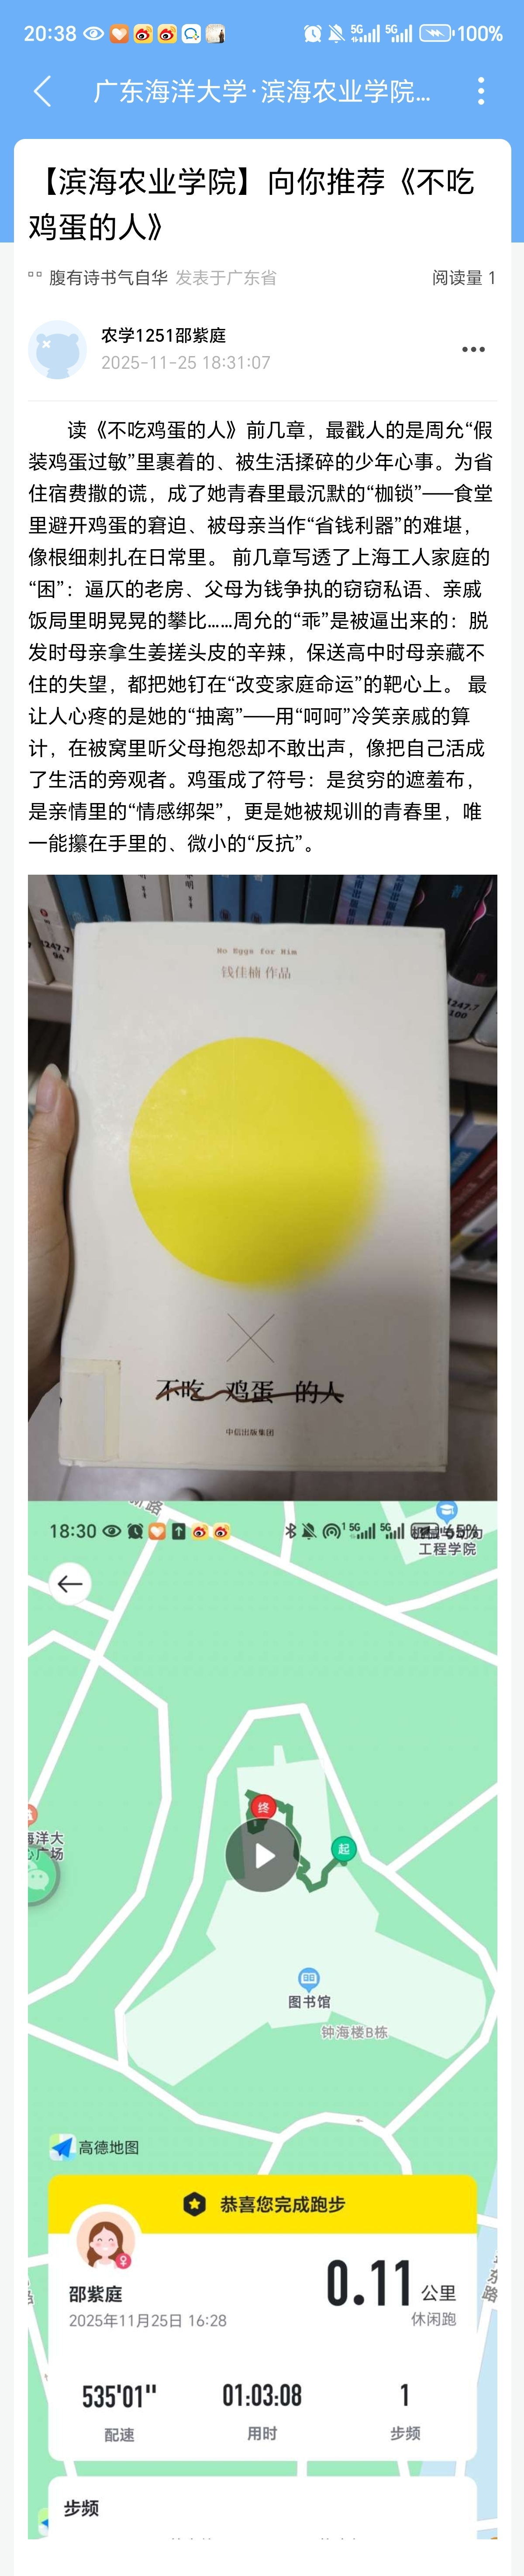 20:38
5G
5G
100%
广东海洋大学·滨海农业学院...
【滨海农业学院】向你推荐《不吃
鸡蛋的人》
腹有诗书气自华 发表于广东省 阅读量 1
农学1251邵紫庭
2025-11-25 18:31:07
读《不吃鸡蛋的人》前几章，最戳人的是周允“假
装鸡蛋过敏”里裹着的、被生活揉碎的少年心事。为省
住宿费撒的谎，成了她青春里最沉默的“枷锁”——食堂
里避开鸡蛋的窘迫、被母亲当作“省钱利器”的难堪，
像根细刺扎在日常里。 前几章写透了上海工人家庭的
“困”：逼仄的老房、父母为钱争执的窃窃私语、亲戚
饭局里明晃晃的攀比……周允的“乖”是被逼出来的：脱
发时母亲拿生姜搓头皮的辛辣，保送高中时母亲藏不
住的失望，都把她钉在“改变家庭命运”的靶心上。 最
让人心疼的是她的“抽离”——用“呵呵”冷笑亲戚的算
计，在被窝里听父母抱怨却不敢出声，像把自己活成
了生活的旁观者。鸡蛋成了符号：是贫穷的遮羞布，
是亲情里的“情感绑架”，更是她被规训的青春里，唯
一能攥在手里的、微小的“反抗”。
1247.7
94
1247.7
100
No Eggs for Him
钱佳楠 作品
不吃 鸡蛋 的人
中信出版集团
18:30
5G
5G
65%
工程学院
终
起
海洋大
心广场
图书馆
钟海楼B栋
高德地图
恭喜您完成跑步
邵紫庭
0.11 公里
2025年11月25日 16:28
休闲跑
535'01" 01:03:08 1
配速 用时 步频
东
路
步频